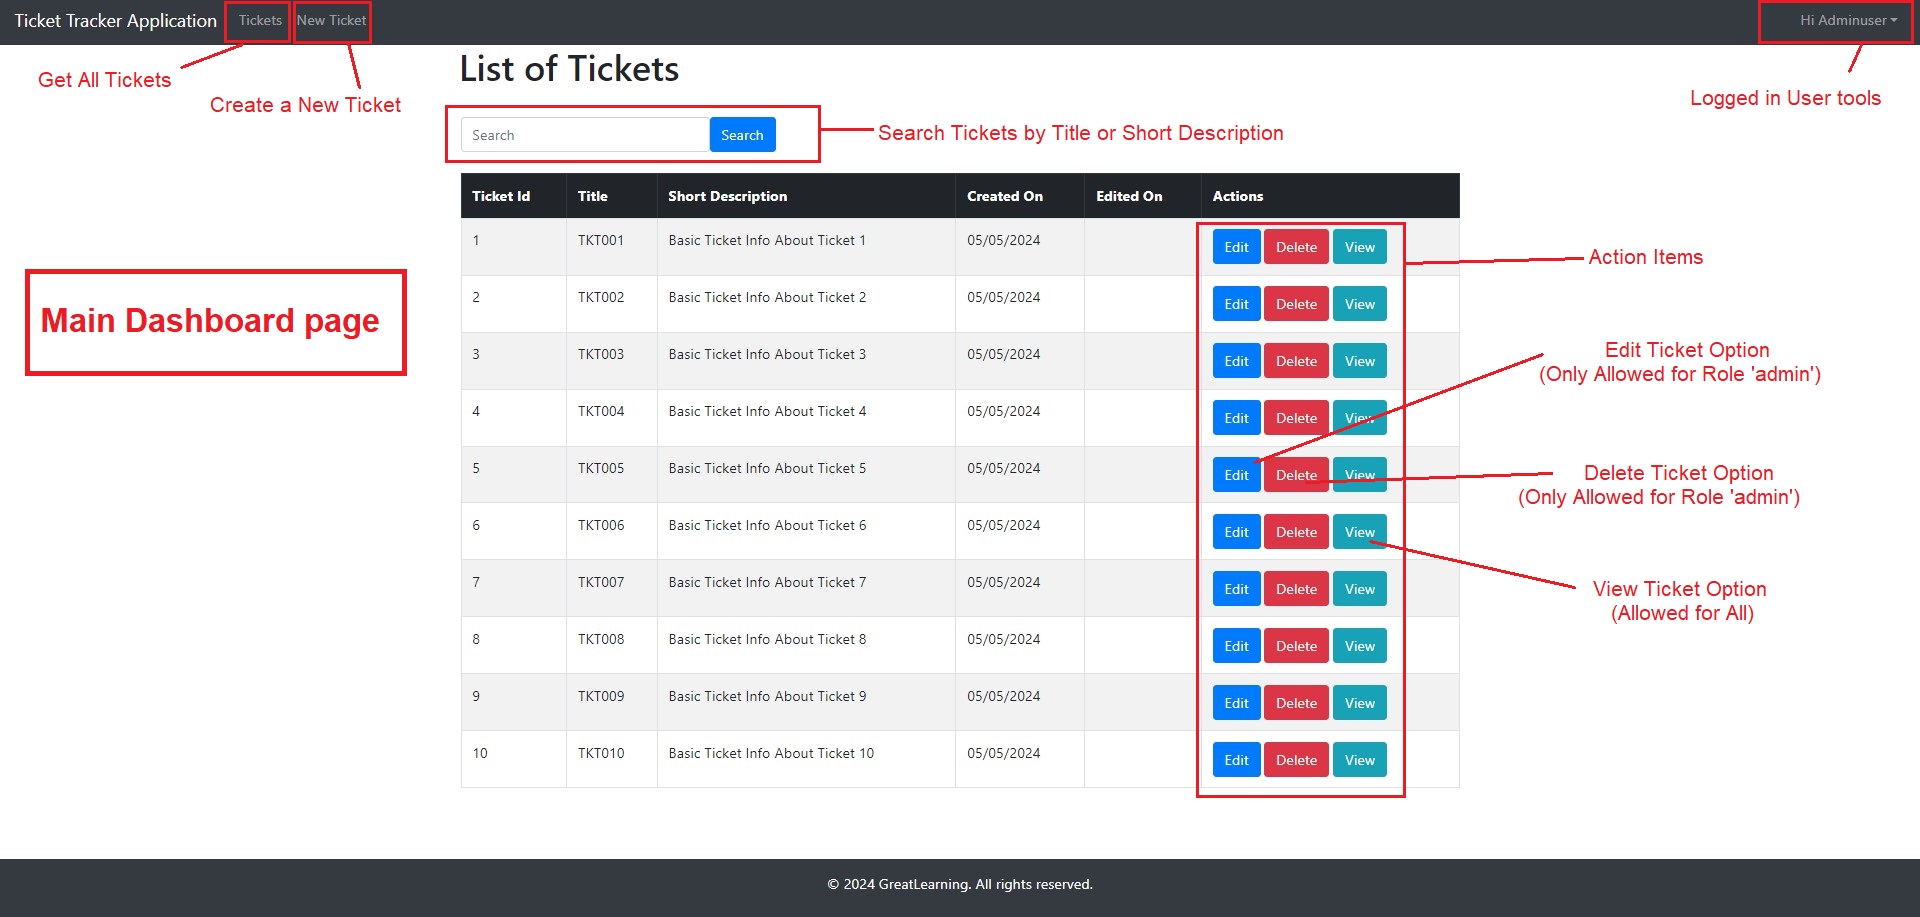 Ticket Tracker Application Tickets New Ticket Hi Adminuser
Get All Tickets
Create a New Ticket
Logged in User tools
List of Tickets
Search Search
Search Tickets by Title or Short Description
Ticket Id Title Short Description Created On Edited On Actions
1 TKT001 Basic Ticket Info About Ticket 1 05/05/2024 Edit Delete View
Action Items
2 TKT002 Basic Ticket Info About Ticket 2 05/05/2024 Edit Delete View
Main Dashboard page
3 TKT003 Basic Ticket Info About Ticket 3 05/05/2024 Edit Delete View
Edit Ticket Option
(Only Allowed for Role 'admin')
4 TKT004 Basic Ticket Info About Ticket 4 05/05/2024 Edit Delete View
5 TKT005 Basic Ticket Info About Ticket 5 05/05/2024 Edit Delete View
Delete Ticket Option
(Only Allowed for Role 'admin')
6 TKT006 Basic Ticket Info About Ticket 6 05/05/2024 Edit Delete View
7 TKT007 Basic Ticket Info About Ticket 7 05/05/2024 Edit Delete View
View Ticket Option
(Allowed for All)
8 TKT008 Basic Ticket Info About Ticket 8 05/05/2024 Edit Delete View
9 TKT009 Basic Ticket Info About Ticket 9 05/05/2024 Edit Delete View
10 TKT010 Basic Ticket Info About Ticket 10 05/05/2024 Edit Delete View
© 2024 GreatLearning. All rights reserved.